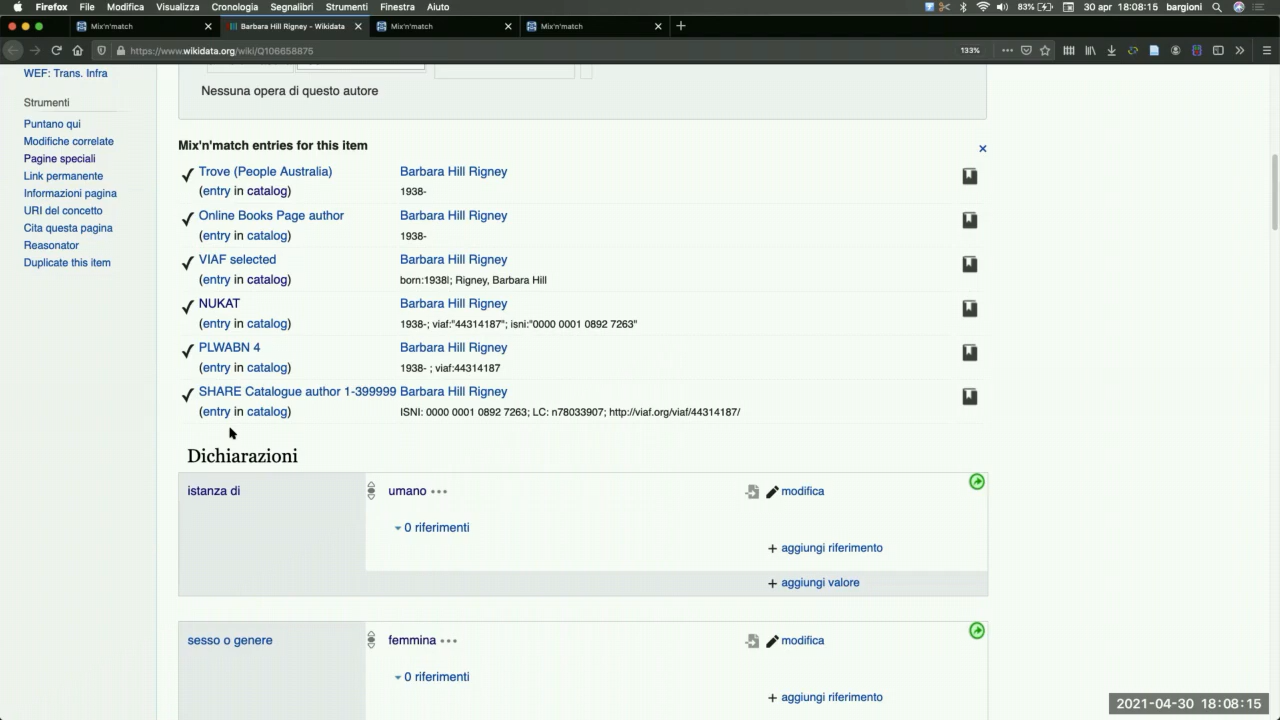 Firefox File Modifica Visualizza Cronologia Segnalibri Strumenti Finestra Aiuto
83% 30 apr 18:08:15 bargioni
Mix'n'match
Barbara Hill Rigney – Wikidata
Mix'n'match
Mix'n'match
https://www.wikidata.org/wiki/Q106658875
133%
WEF: Trans. Infra
Strumenti
Puntano qui
Modifiche correlate
Pagine speciali
Link permanente
Informazioni pagina
URI del concetto
Cita questa pagina
Reasonator
Duplicate this item
Nessuna opera di questo autore
Mix'n'match entries for this item
Trove (People Australia) Barbara Hill Rigney
(entry in catalog) 1938-
Online Books Page author Barbara Hill Rigney
(entry in catalog) 1938-
VIAF selected Barbara Hill Rigney
(entry in catalog) born:1938|; Rigney, Barbara Hill
NUKAT Barbara Hill Rigney
(entry in catalog) 1938-; viaf:"44314187"; isni:"0000 0001 0892 7263"
PLWABN 4 Barbara Hill Rigney
(entry in catalog) 1938- ; viaf:44314187
SHARE Catalogue author 1-399999 Barbara Hill Rigney
(entry in catalog) ISNI: 0000 0001 0892 7263; LC: n78033907; http://viaf.org/viaf/44314187/
Dichiarazioni
istanza di
umano
modifica
0 riferimenti
+ aggiungi riferimento
+ aggiungi valore
sesso o genere
femmina
modifica
0 riferimenti
+ aggiungi riferimento
2021-04-30 18:08:15